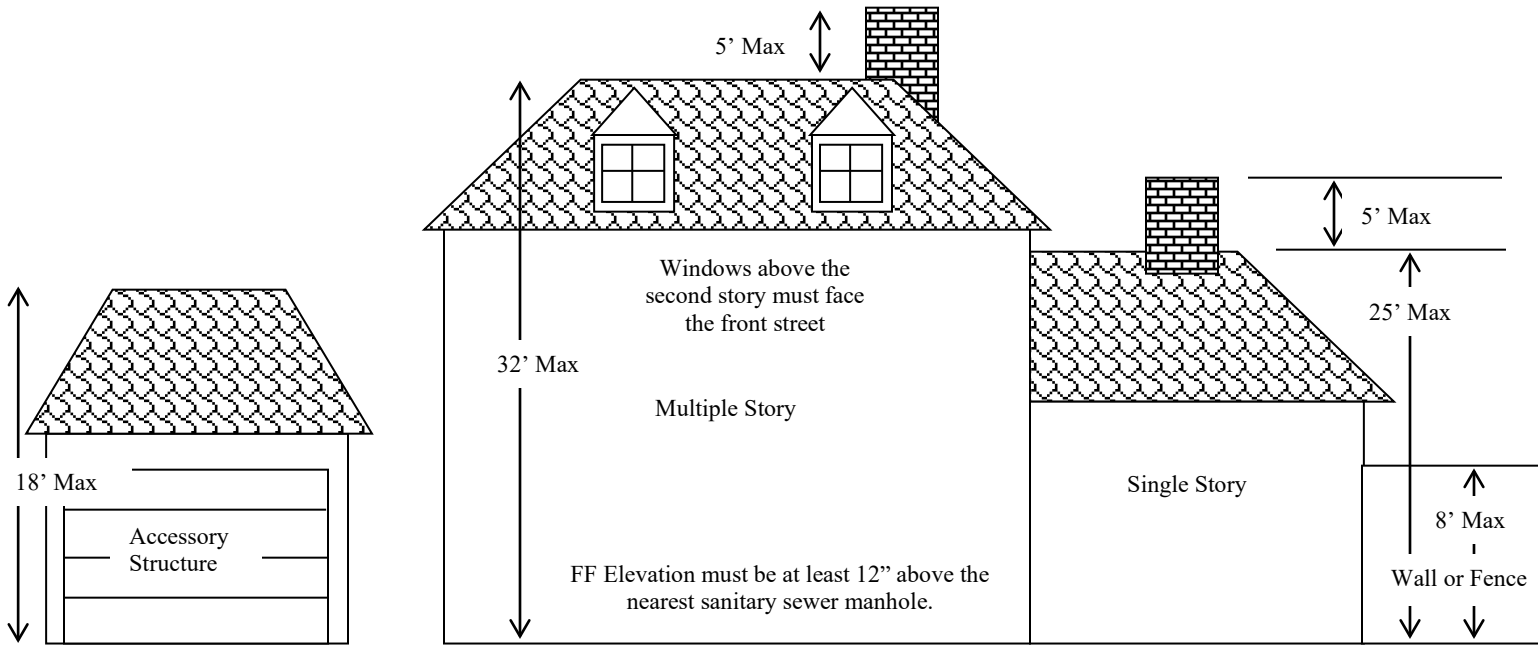 5’ Max
5’ Max
Windows above the
second story must face
the front street
25’ Max
32’ Max
Multiple Story
18’ Max
Single Story
8’ Max
Accessory
Structure
FF Elevation must be at least 12” above the
nearest sanitary sewer manhole.
Wall or Fence